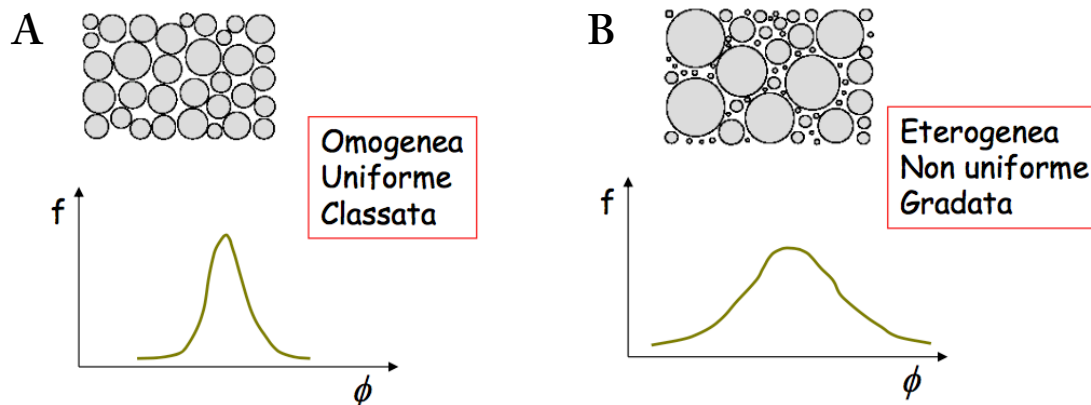 A
Omogenea
Uniforme
Classata
f
ϕ
B
Eterogenea
Non uniforme
Gradata
f
ϕ